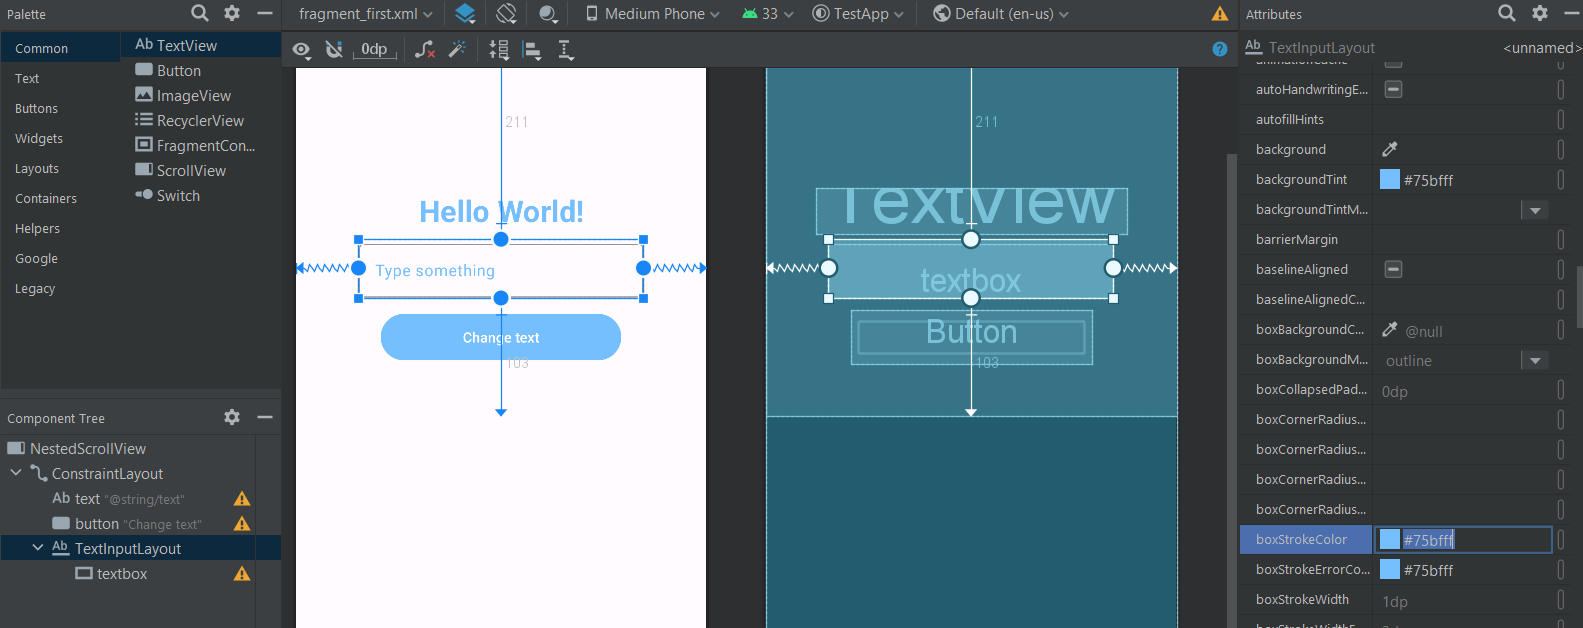 Palette
fragment_first.xml
Medium Phone
33
TestApp
Default (en-us)
Attributes
Common
Text
Buttons
Widgets
Layouts
Containers
Helpers
Google
Legacy
Ab TextView
Button
ImageView
RecyclerView
FragmentCon...
ScrollView
Switch
0dp
?
211
Hello World!
Type something
Change text
103
211
TextView
textbox
Button
103
Component Tree
NestedScrollView
ConstraintLayout
Ab text "@string/text"
button "Change text"
Ab TextInputLayout
textbox
Ab TextInputLayout <unnamed>
autoHandwritingE...
autofillHints
background
backgroundTint #75bfff
backgroundTintM...
barrierMargin
baselineAligned
baselineAlignedC...
boxBackgroundC... @null
boxBackgroundM... outline
boxCollapsedPad... 0dp
boxCornerRadius...
boxCornerRadius...
boxCornerRadius...
boxCornerRadius...
boxStrokeColor #75bfff
boxStrokeErrorCo... #75bfff
boxStrokeWidth 1dp